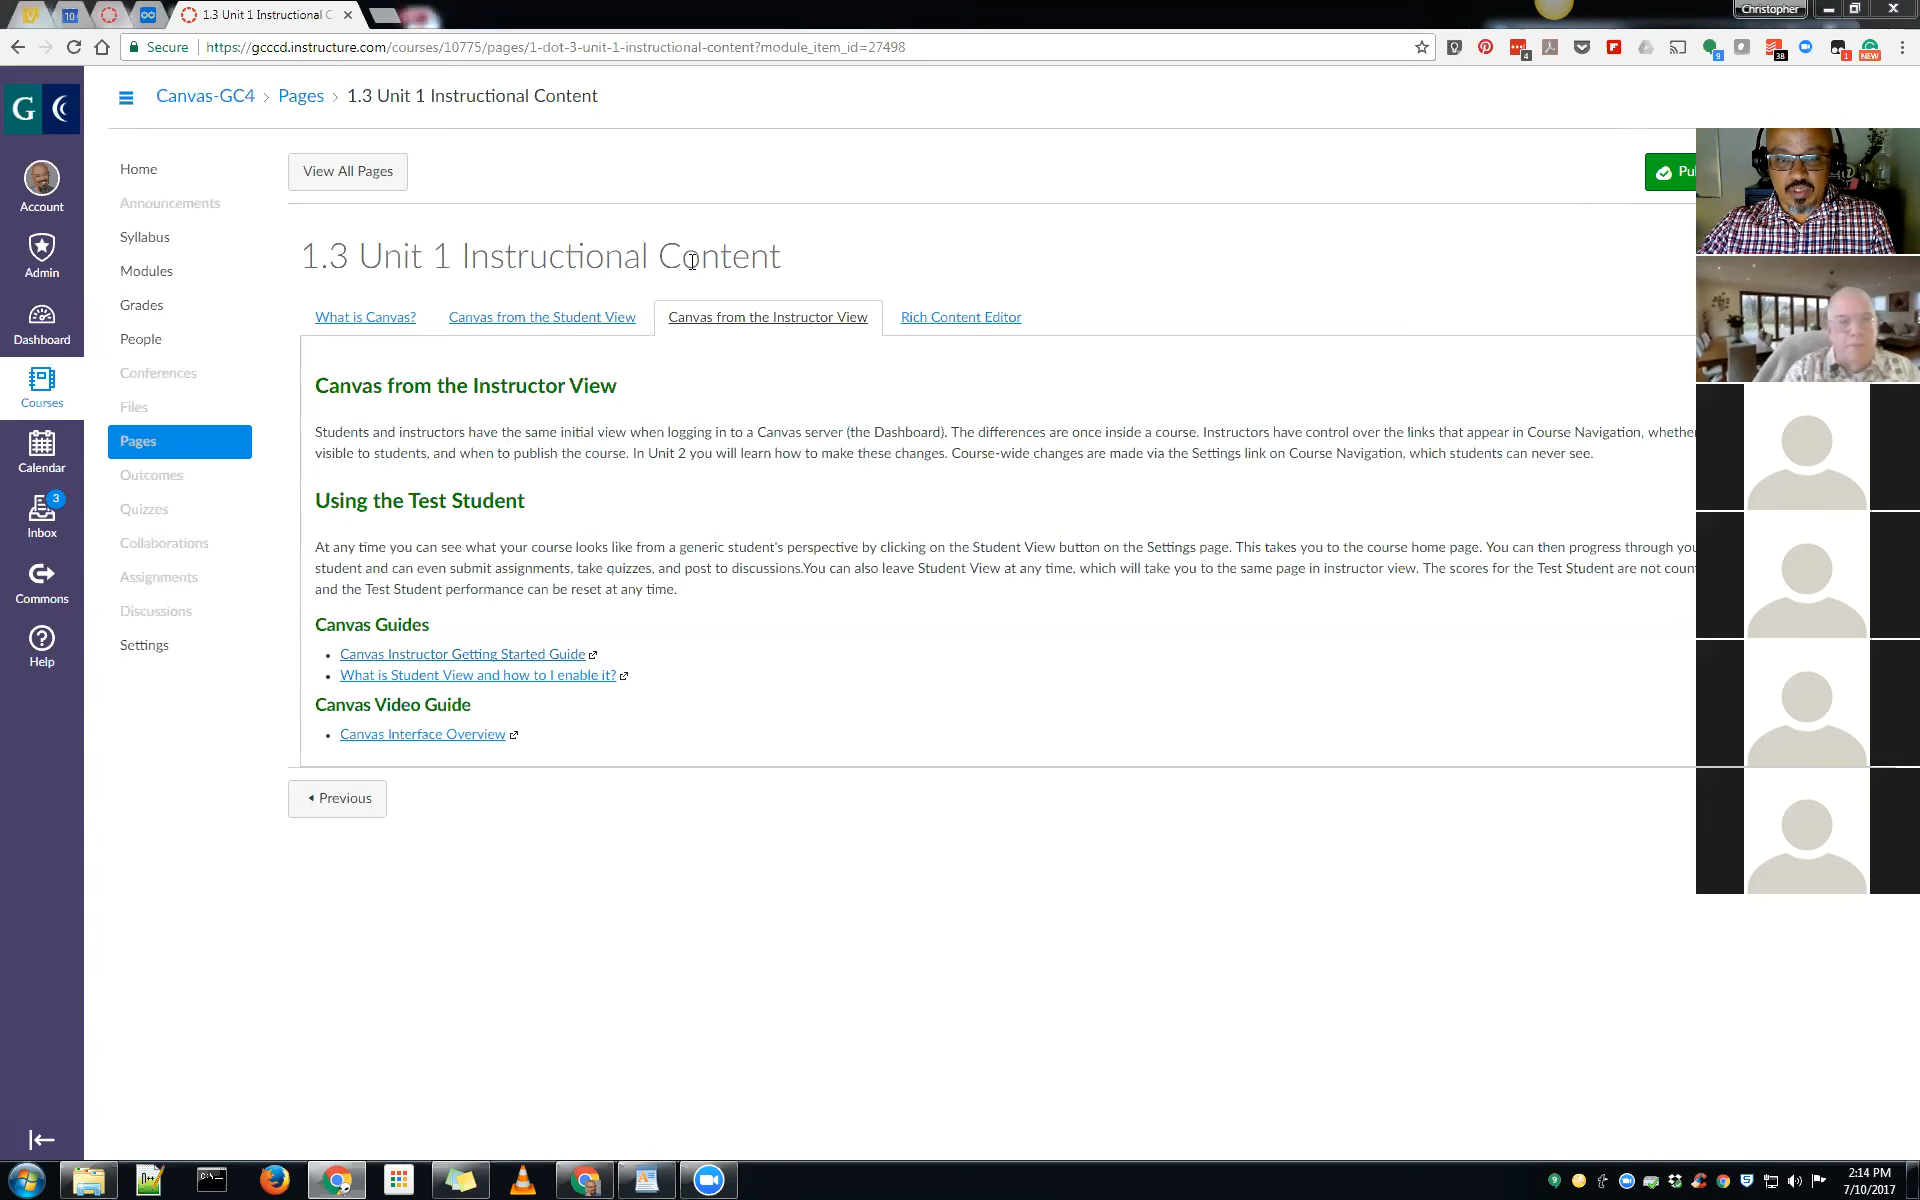 1.3 Unit 1 Instructional C
Christopher
Secure
https://gcccd.instructure.com/courses/10775/pages/1-dot-3-unit-1-instructional-content?module_item_id=27498
Canvas-GC4 › Pages › 1.3 Unit 1 Instructional Content
G
Account
Admin
Dashboard
Courses
Calendar
3
Inbox
Commons
Help
Home
Announcements
Syllabus
Modules
Grades
People
Conferences
Files
Pages
Outcomes
Quizzes
Collaborations
Assignments
Discussions
Settings
View All Pages
Pu
1.3 Unit 1 Instructional Content
What is Canvas?
Canvas from the Student View
Canvas from the Instructor View
Rich Content Editor
Canvas from the Instructor View
Students and instructors have the same initial view when logging in to a Canvas server (the Dashboard). The differences are once inside a course. Instructors have control over the links that appear in Course Navigation, whether
visible to students, and when to publish the course. In Unit 2 you will learn how to make these changes. Course-wide changes are made via the Settings link on Course Navigation, which students can never see.
Using the Test Student
At any time you can see what your course looks like from a generic student's perspective by clicking on the Student View button on the Settings page. This takes you to the course home page. You can then progress through you
student and can even submit assignments, take quizzes, and post to discussions.You can also leave Student View at any time, which will take you to the same page in instructor view. The scores for the Test Student are not coun
and the Test Student performance can be reset at any time.
Canvas Guides
Canvas Instructor Getting Started Guide
What is Student View and how to I enable it?
Canvas Video Guide
Canvas Interface Overview
Previous
2:14 PM
7/10/2017